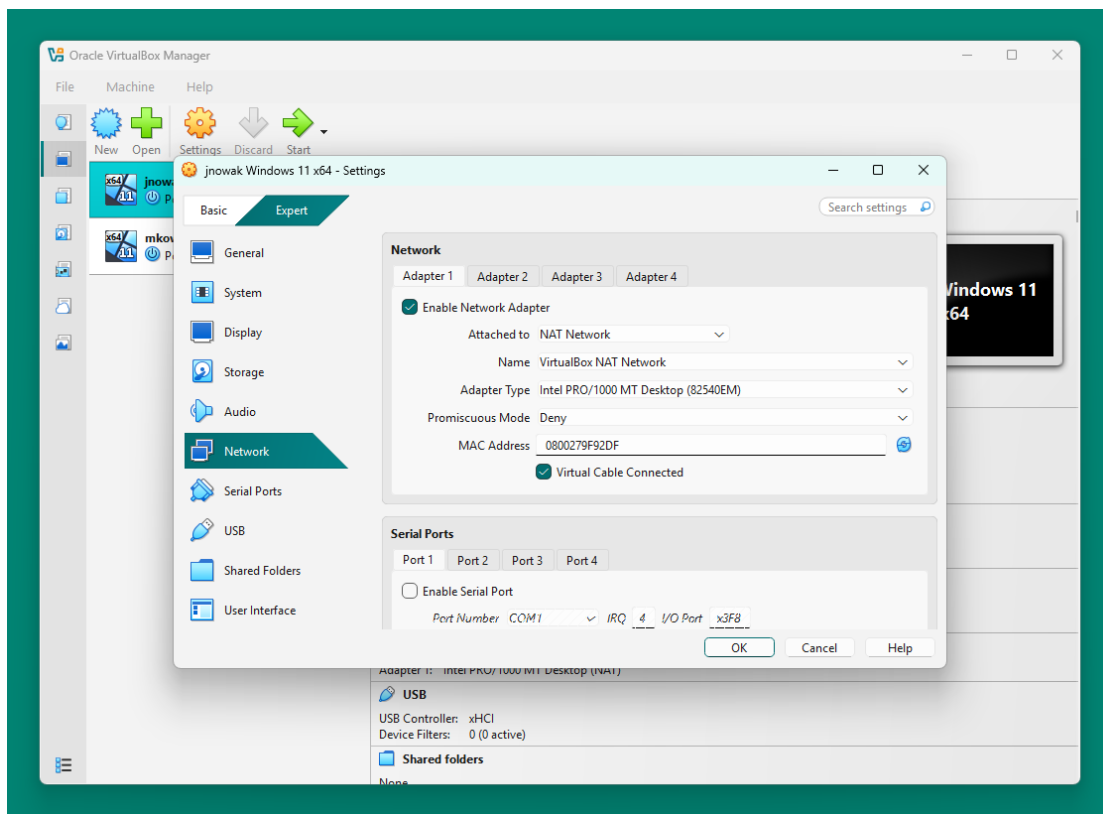 Oracle VirtualBox Manager
File Machine Help
New Open Settings Discard Start
jnowak Windows 11 x64 - Settings
Basic Expert Search settings
x64 11
x64 11
General
System
Display
Storage
Audio
Network
Serial Ports
USB
Shared Folders
User Interface
Network
Adapter 1 Adapter 2 Adapter 3 Adapter 4
Enable Network Adapter
Attached to NAT Network
Name VirtualBox NAT Network
Adapter Type Intel PRO/1000 MT Desktop (82540EM)
Promiscuous Mode Deny
MAC Address 0800279F92DF
Virtual Cable Connected
Serial Ports
Port 1 Port 2 Port 3 Port 4
Enable Serial Port
Port Number COM1 IRQ 4 I/O Port x3F8
OK Cancel Help
Windows 11
x64
Adapter 1: Intel PRO/1000 MT Desktop (NAT)
USB
USB Controller: xHCI
Device Filters: 0 (0 active)
Shared folders
None